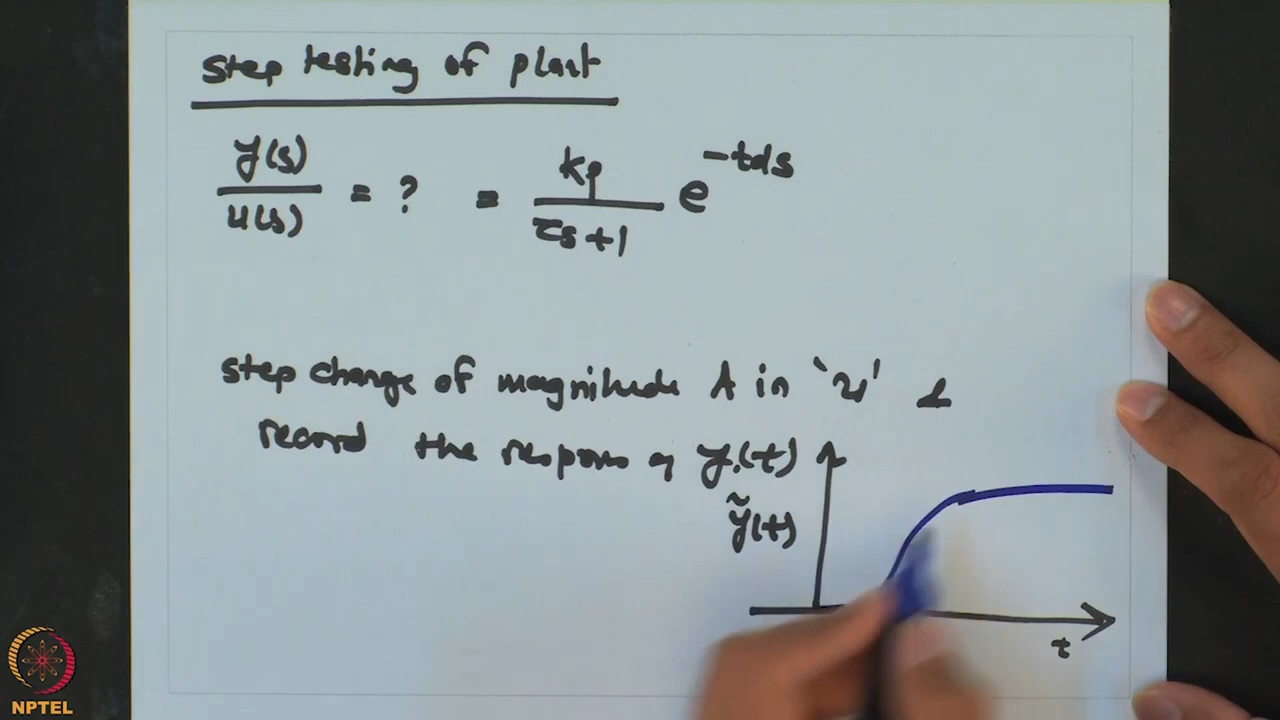 step testing of plant
y(s)/u(s) = ? = kp/τs+1 e^-tds
step change of magnitude A in 'u' &
record the response of y(t)
ỹ(t)
t
NPTEL